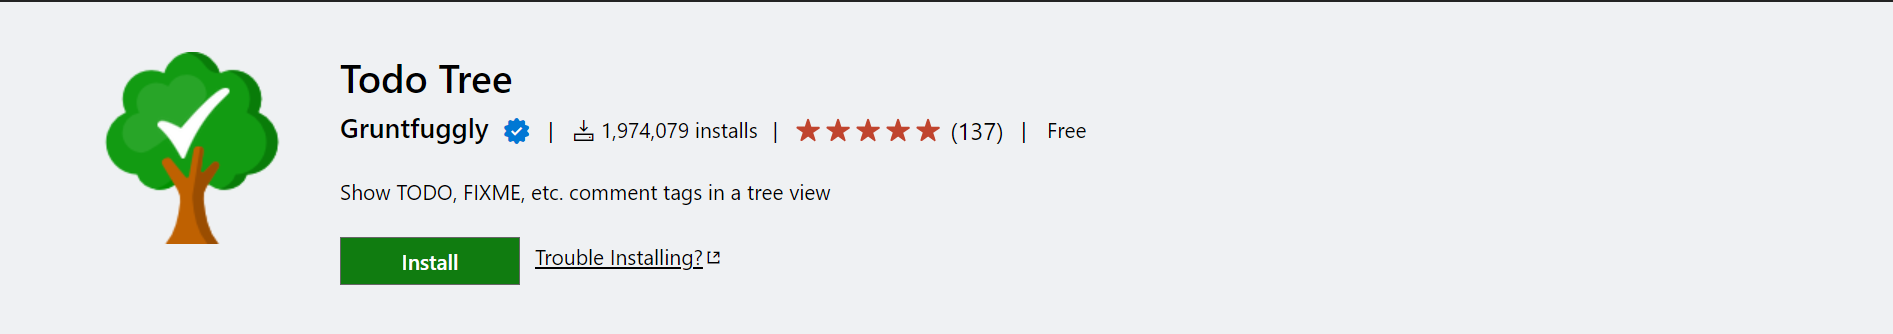 Todo Tree
Gruntfuggly | 1,974,079 installs | (137) | Free
Show TODO, FIXME, etc. comment tags in a tree view
Install Trouble Installing?